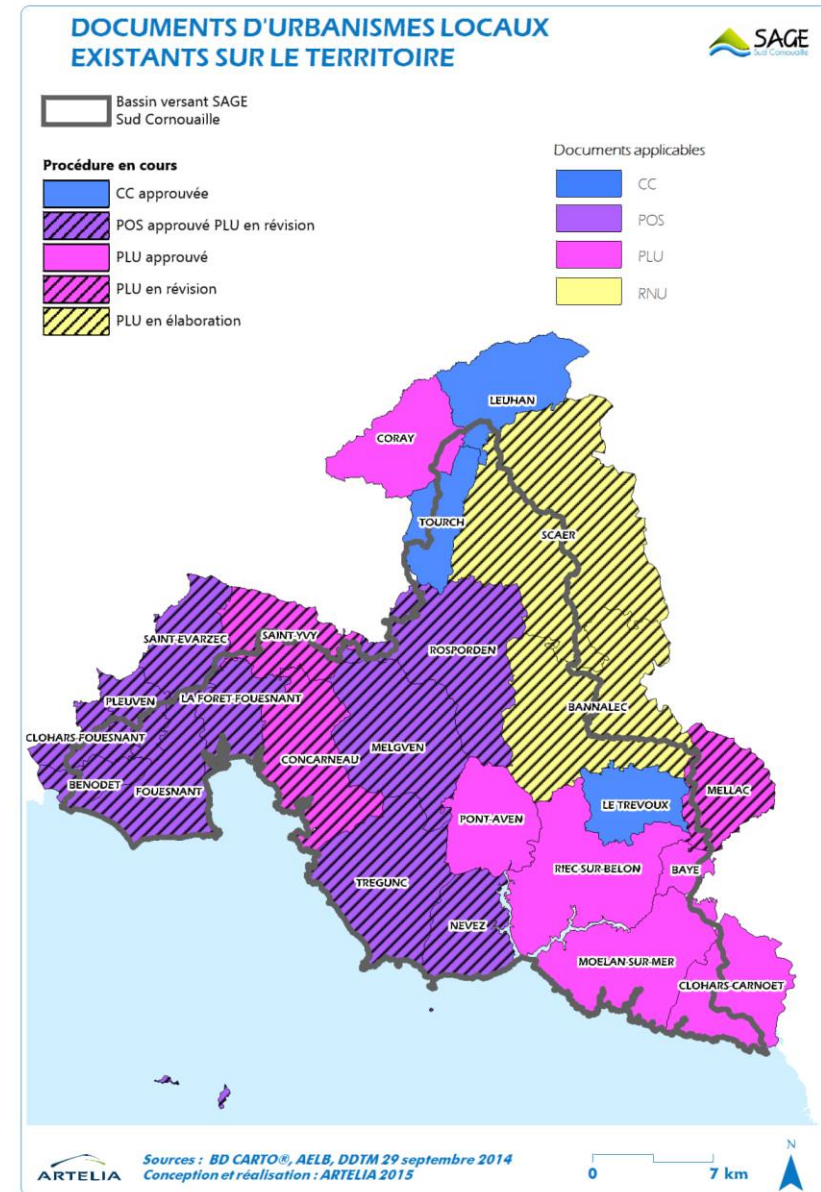 DOCUMENTS D'URBANISMES LOCAUX
EXISTANTS SUR LE TERRITOIRE
SAGE
Sud Cornouaille
Bassin versant SAGE
Sud Cornouaille
Procédure en cours
CC approuvée
POS approuvé PLU en révision
PLU approuvé
PLU en révision
PLU en élaboration
Documents applicables
CC
POS
PLU
RNU
LEUHAN
CORAY
TOURCH
SCAER
SAINT-EVARZEC
SAINT-YVY
ROSPORDEN
PLEUVEN
LA FORET-FOUESNANT
BANNALEC
CLOHARS-FOUESNANT
CONCARNEAU
MELGVEN
BENODET
FOUESNANT
MELLAC
LE TREVOUX
PONT-AVEN
RIEC-SUR-BELON
BAYE
TREGUNC
NEVEZ
MOELAN-SUR-MER
CLOHARS-CARNOET
ARTELIA
Sources : BD CARTO®, AELB, DDTM 29 septembre 2014
Conception et réalisation : ARTELIA 2015
0
7 km
N